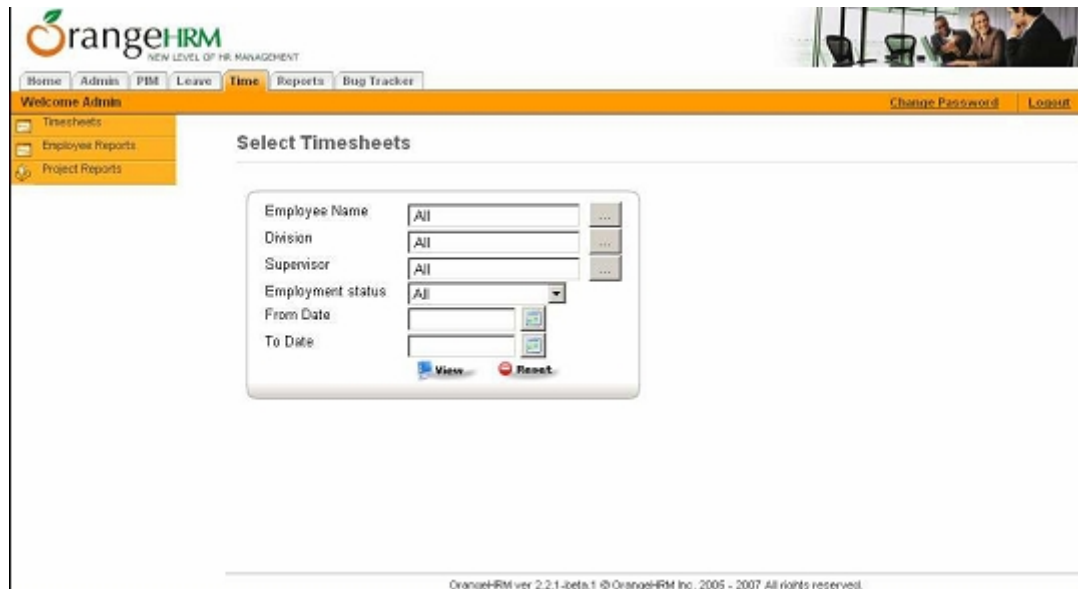 OrangeHRM
NEW LEVEL OF HR MANAGEMENT
Home Admin PIM Leave Time Reports Bug Tracker
Welcome Admin Change Password Logout
Timesheets
Employee Reports
Project Reports
Select Timesheets
Employee Name All ...
Division All ...
Supervisor All ...
Employment status All
From Date
To Date
View Reset
OrangeHRM ver 2.2.1-beta.1 © OrangeHRM Inc. 2005 - 2007 All rights reserved.